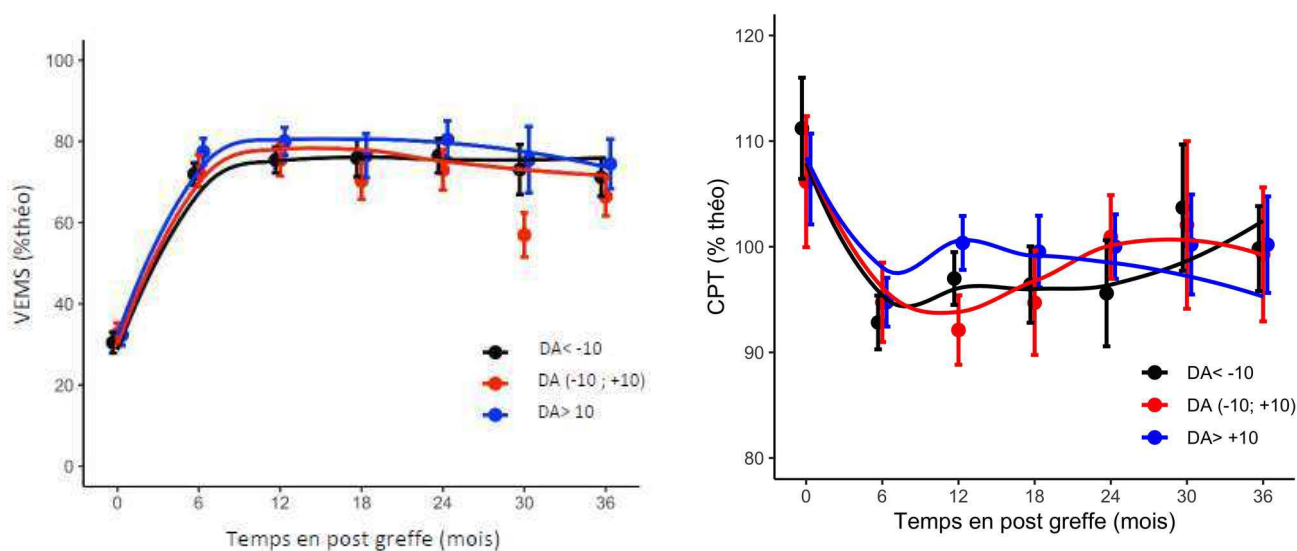 VEMS (%théo)
100
80
60
40
20
0
0 6 12 18 24 30 36
Temps en post greffe (mois)
DA< -10
DA (-10 ; +10)
DA> 10
CPT (% théo)
120
110
100
90
80
0 6 12 18 24 30 36
Temps en post greffe (mois)
DA< -10
DA (-10; +10)
DA> +10